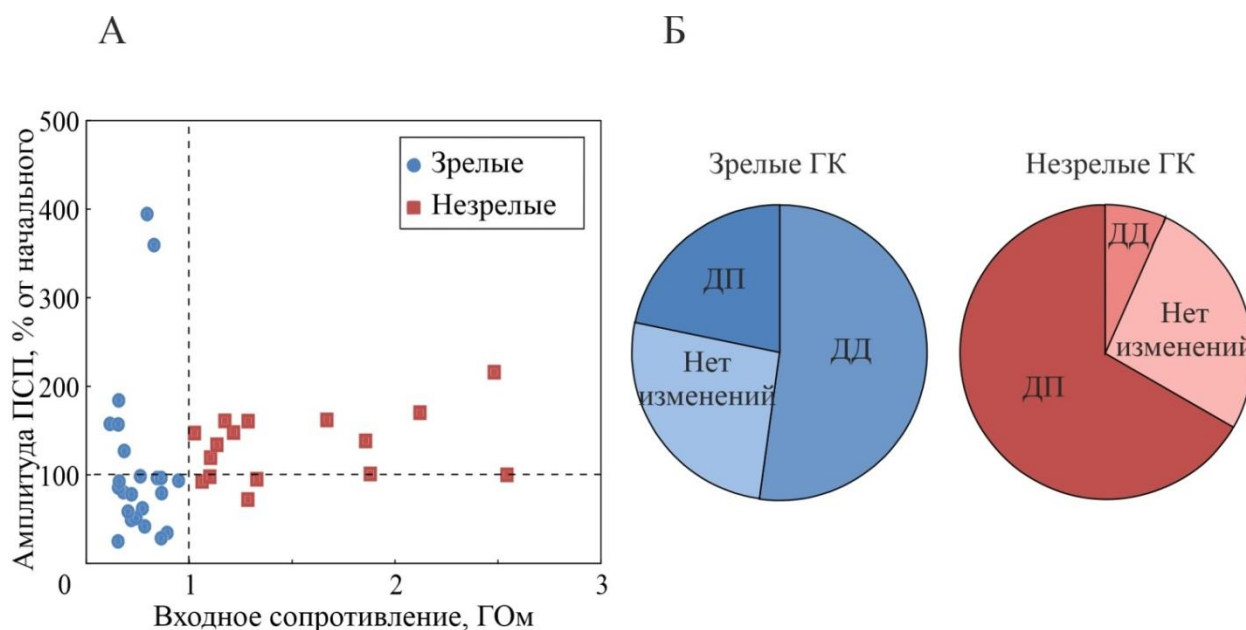 А
Б
Амплитуда ПСП, % от начального
500
400
300
200
100
0
1
2
3
Входное сопротивление, ГОм
Зрелые
Незрелые
Зрелые ГК
ДП
ДД
Нет
изменений
Незрелые ГК
ДД
Нет
изменений
ДП